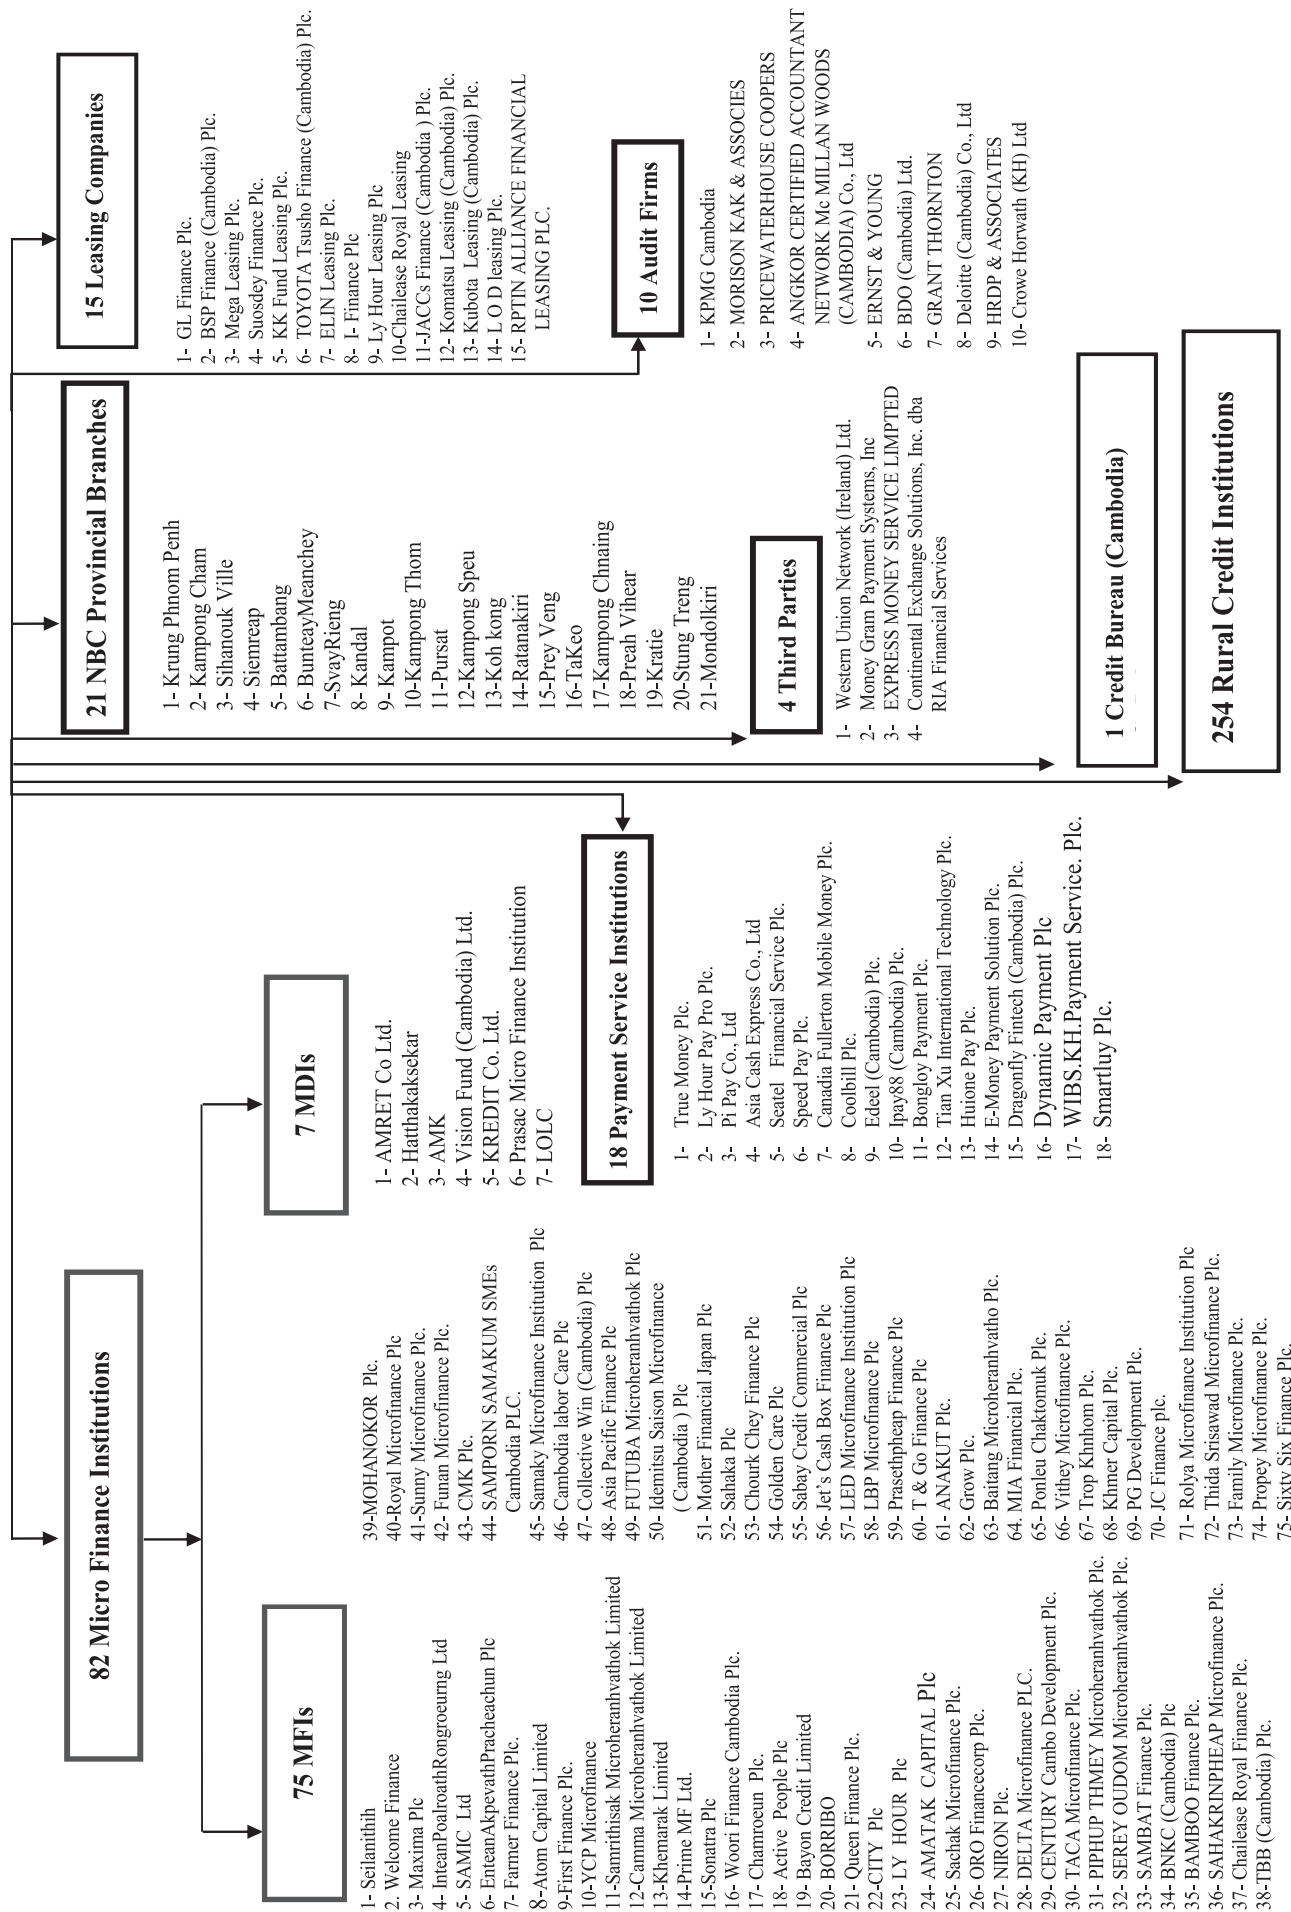 82 Micro Finance Institutions
75 MFIs
1- Seilanithih
2. Welcome Finance
3- Maxima Plc
4- InteanPoalroathRongroeurng Ltd
5- SAMIC Ltd
6- EnteanAkpevathPracheachun Plc
7- Farmer Finance Plc.
8-Atom Capital Limited
9-First Finance Plc.
10-YCP Microfinance
11-Samrithisak Microheranhvathok Limited
12-Camma Microheranhvathok Limited
13-Khemarak Limited
14-Prime MF Ltd.
15-Sonatra Plc
16- Woori Finance Cambodia Plc.
17- Chamroeun Plc.
18- Active People Plc
19- Bayon Credit Limited
20- BORRIBO
21- Queen Finance Plc.
22-CITY Plc
23- LY HOUR Plc
24- AMATAK CAPITAL Plc
25- Sachak Microfinance Plc.
26- ORO Financecorp Plc.
27- NIRON Plc.
28- DELTA Microfinance PLC.
29- CENTURY Cambo Development Plc.
30- TACA Microfinance Plc.
31- PIPHUP THMEY Microheranhvathok Plc.
32- SEREY OUDOM Microheranhvathok Plc.
33- SAMBAT Finance Plc.
34- BNKC (Cambodia) Plc
35- BAMBOO Finance Plc.
36- SAHAKRINPHEAP Microfinance Plc.
37- Chailease Royal Finance Plc.
38-TBB (Cambodia) Plc.
39-MOHANOKOR Plc.
40-Royal Microfinance Plc
41-Sunny Microfinance Plc.
42- Funan Microfinance Plc.
43- CMK Plc.
44- SAMPORN SAMAKUM SMEs
Cambodia PLC.
45- Samaky Microfinance Institution Plc
46- Cambodia labor Care Plc
47- Collective Win (Cambodia) Plc
48- Asia Pacific Finance Plc
49- FUTUBA Microheranhvathok Plc
50- Idemitsu Saison Microfinance
( Cambodia ) Plc
51- Mother Financial Japan Plc
52- Sahaka Plc
53- Chourk Chey Finance Plc
54- Golden Care Plc
55- Sabay Credit Commercial Plc
56- Jet's Cash Box Finance Plc
57- LED Microfinance Institution Plc
58- LBP Microfinance Plc
59- Prasethpheap Finance Plc
60- T & Go Finance Plc
61- ANAKUT Plc.
62- Grow Plc.
63- Baitang Microheranhvatho Plc.
64. MIA Financial Plc.
65- Ponleu Chaktomuk Plc.
66- Vithey Microfinance Plc.
67- Trop Khnhom Plc.
68- Khmer Capital Plc.
69- PG Development Plc.
70- JC Finance plc.
71- Rolya Microfinance Institution Plc
72- Thida Srisawad Microfinance Plc.
73- Family Microfinance Plc.
74- Propey Microfinance Plc.
75- Sixty Six Finance Plc.
7 MDIs
1- AMRET Co Ltd.
2- Hatthakaksekar
3- AMK
4- Vision Fund (Cambodia) Ltd.
5- KREDIT Co. Ltd.
6- Prasac Micro Finance Institution
7- LOLC
18 Payment Service Institutions
1- True Money Plc.
2- Ly Hour Pay Pro Plc.
3- Pi Pay Co., Ltd
4- Asia Cash Express Co., Ltd
5- Seatel Financial Service Plc.
6- Speed Pay Plc.
7- Canadia Fullerton Mobile Money Plc.
8- Coolbill Plc.
9- Edeel (Cambodia) Plc.
10- Ipay88 (Cambodia) Plc.
11- Bongloy Payment Plc.
12- Tian Xu International Technology Plc.
13- Huione Pay Plc.
14- E-Money Payment Solution Plc.
15- Dragonfly Fintech (Cambodia) Plc.
16- Dynamic Payment Plc
17- WIBS.KH.Payment Service. Plc.
18- Smartluy Plc.
21 NBC Provincial Branches
1- Krung Phnom Penh
2- Kampong Cham
3- Sihanouk Ville
4- Siemreap
5- Battambang
6- BunteayMeanchey
7-SvayRieng
8- Kandal
9- Kampot
10-Kampong Thom
11-Pursat
12-Kampong Speu
13-Koh kong
14-Ratanakiri
15-Prey Veng
16-TaKeo
17-Kampong Chnaing
18-Preah Vihear
19-Kratie
20-Stung Treng
21-Mondolkiri
4 Third Parties
1- Western Union Network (Ireland) Ltd.
2- Money Gram Payment Systems, Inc
3- EXPRESS MONEY SERVICE LIMPTED
4- Continental Exchange Solutions, Inc. dba
RIA Financial Services
1 Credit Bureau (Cambodia)
254 Rural Credit Institutions
15 Leasing Companies
1- GL Finance Plc.
2- BSP Finance (Cambodia) Plc.
3- Mega Leasing Plc.
4- Suosdey Finance Plc.
5- KK Fund Leasing Plc.
6- TOYOTA Tsusho Finance (Cambodia) Plc.
7- ELIN Leasing Plc.
8- I- Finance Plc
9- Ly Hour Leasing Plc
10-Chailease Royal Leasing
11-JACCs Finance (Cambodia ) Plc.
12- Komatsu Leasing (Cambodia) Plc.
13- Kubota Leasing (Cambodia) Plc.
14- L O D leasing Plc.
15- RPTIN ALLIANCE FINANCIAL
LEASING PLC.
10 Audit Firms
1- KPMG Cambodia
2- MORISON KAK & ASSOCIES
3- PRICEWATERHOUSE COOPERS
4- ANGKOR CERTIFIED ACCOUNTANT
NETWORK Mc MILLAN WOODS
(CAMBODIA) Co., Ltd
5- ERNST & YOUNG
6- BDO (Cambodia) Ltd.
7- GRANT THORNTON
8- Deloitte (Cambodia) Co., Ltd
9- HRDP & ASSOCIATES
10- Crowe Horwath (KH) Ltd